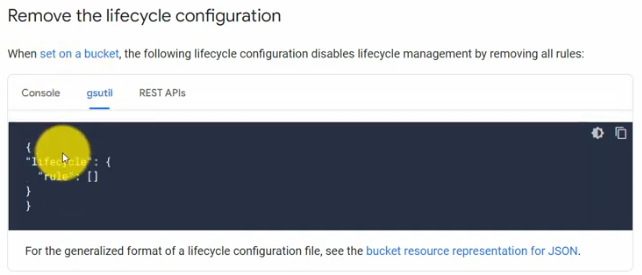 Remove the lifecycle configuration
When set on a bucket, the following lifecycle configuration disables lifecycle management by removing all rules:
Console gsutil REST APIs
{
"lifecycle": {
"rule": []
}
}
For the generalized format of a lifecycle configuration file, see the bucket resource representation for JSON.